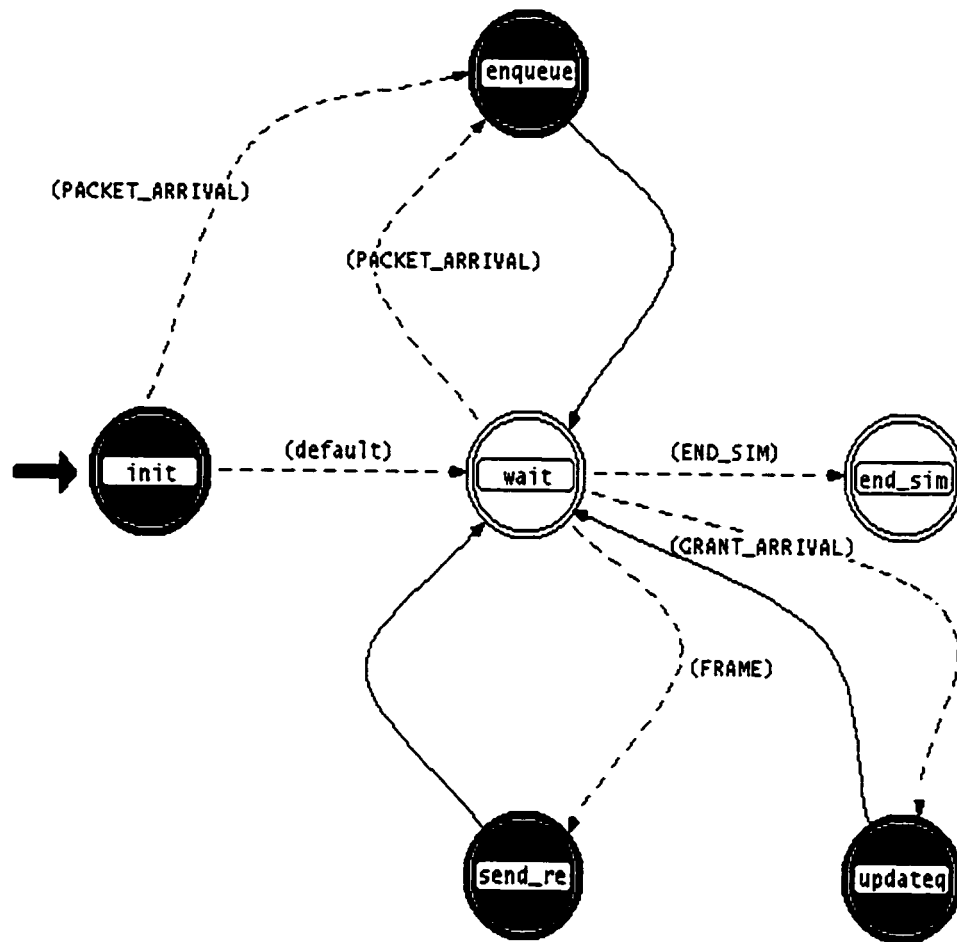 enqueue
(PACKET_ARRIVAL)
(PACKET_ARRIVAL)
init
(default)
wait
(END_SIM)
end_sim
(GRANT_ARRIVAL)
(FRAME)
send_re
updateq